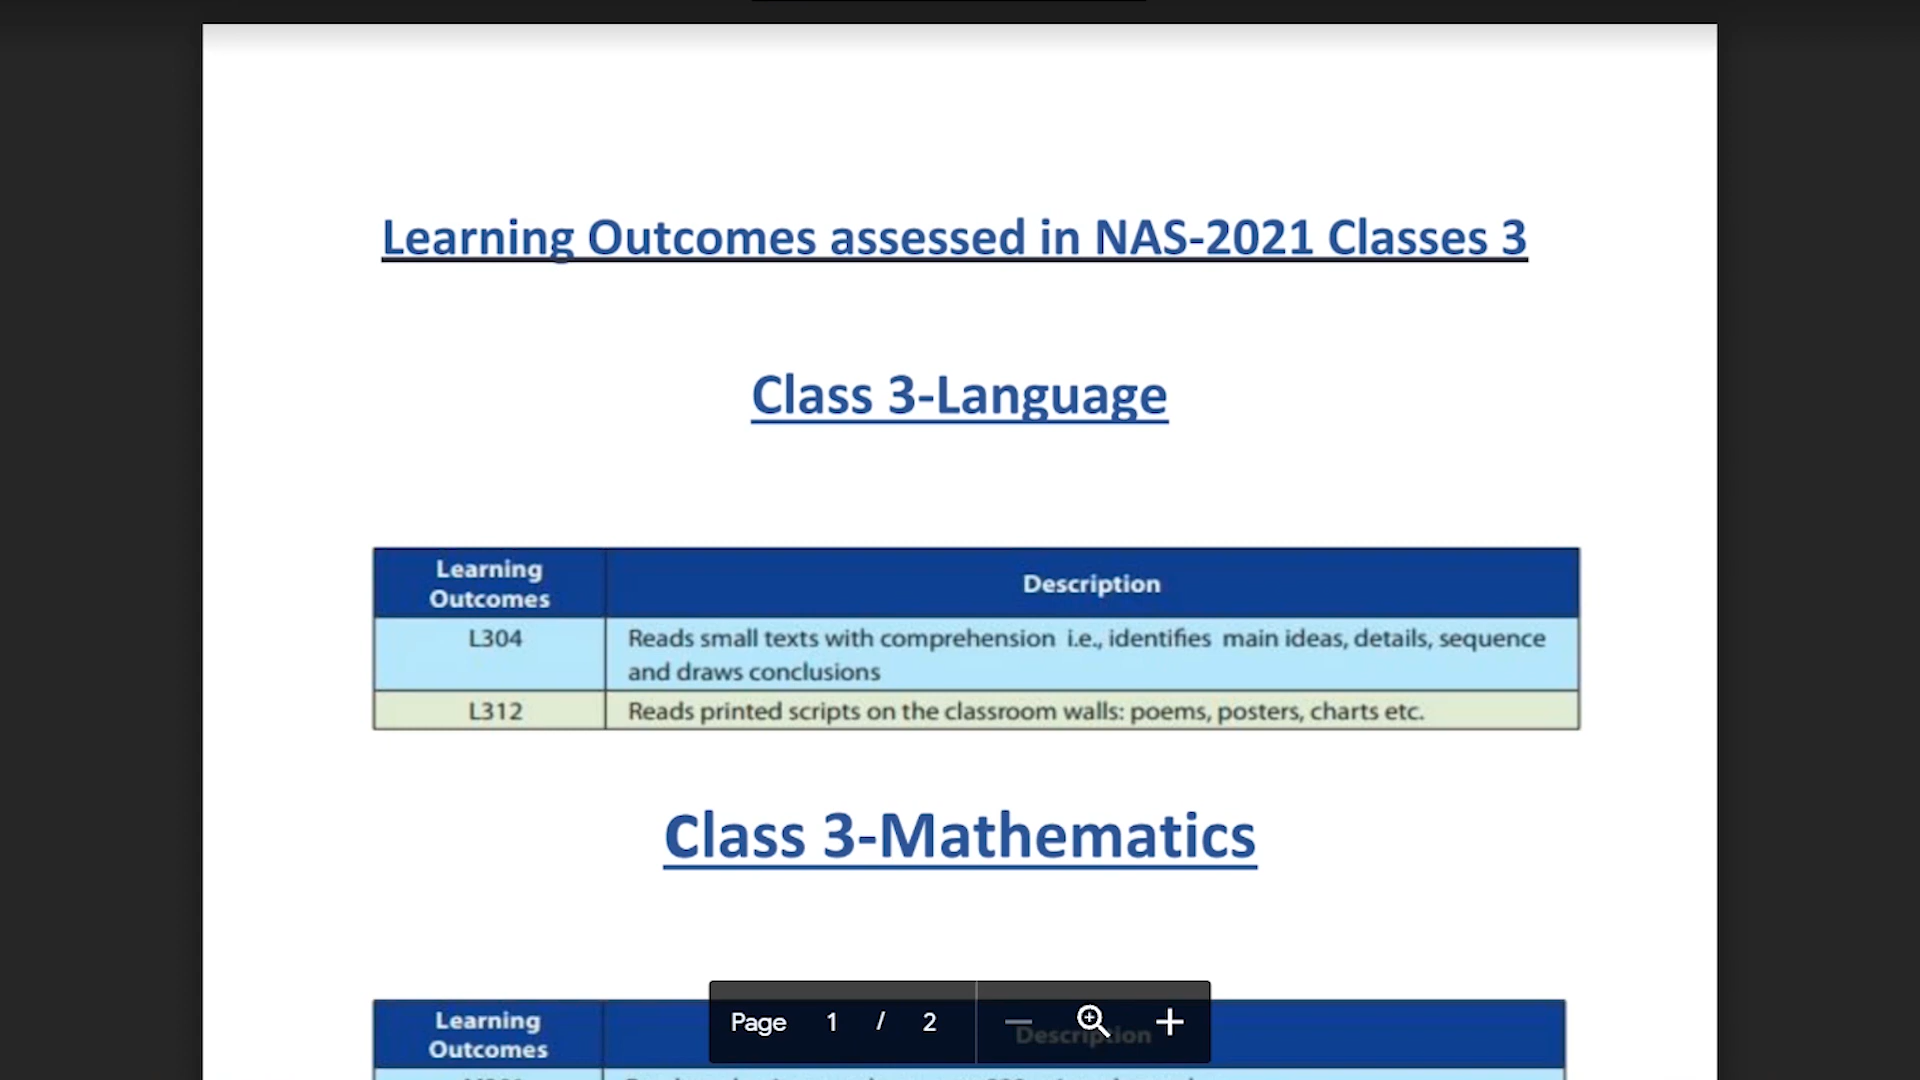 Learning Outcomes assessed in NAS-2021 Classes 3
Class 3-Language
Learning Outcomes
Description
L304
Reads small texts with comprehension i.e., identifies main ideas, details, sequence
and draws conclusions
L312
Reads printed scripts on the classroom walls: poems, posters, charts etc.
Class 3-Mathematics
Learning Outcomes
Description
Page 1 / 2